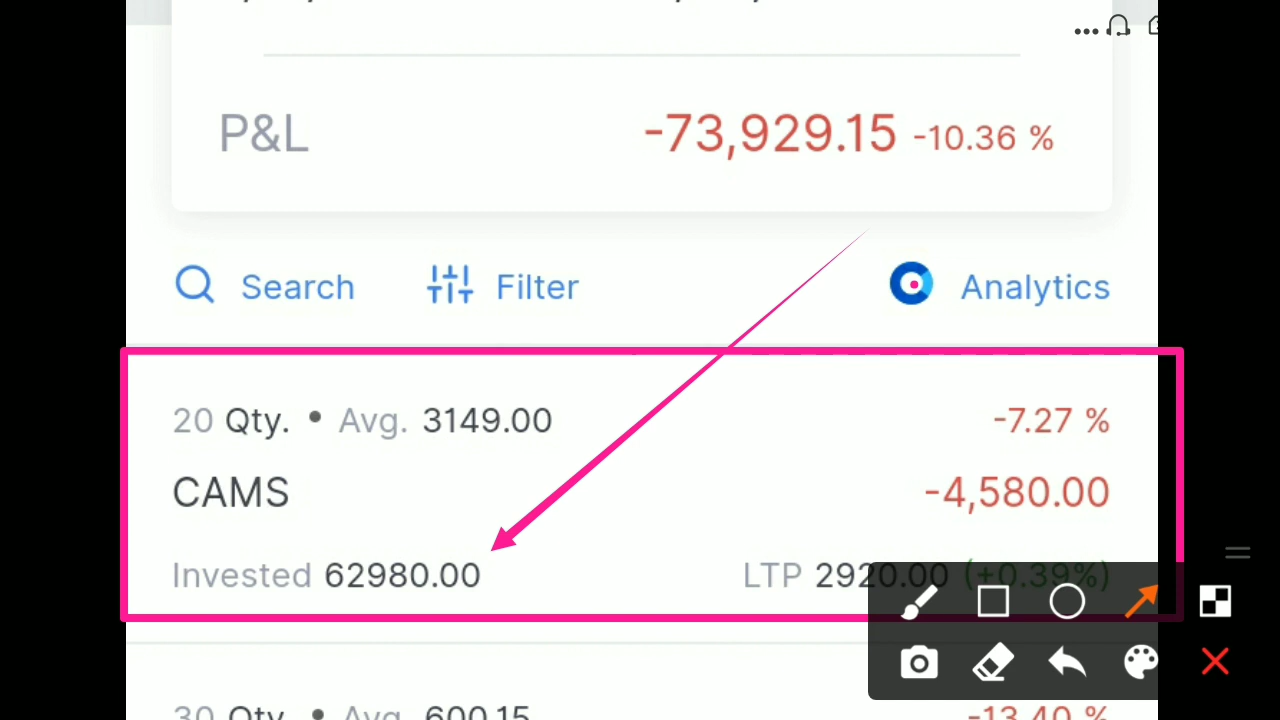 P&L -73,929.15 -10.36 %
Search Filter Analytics
20 Qty. • Avg. 3149.00 -7.27 %
CAMS -4,580.00
Invested 62980.00 LTP 2920.00 (+0.39%)
30 Qty. • Avg. 600.15 -13.40 %